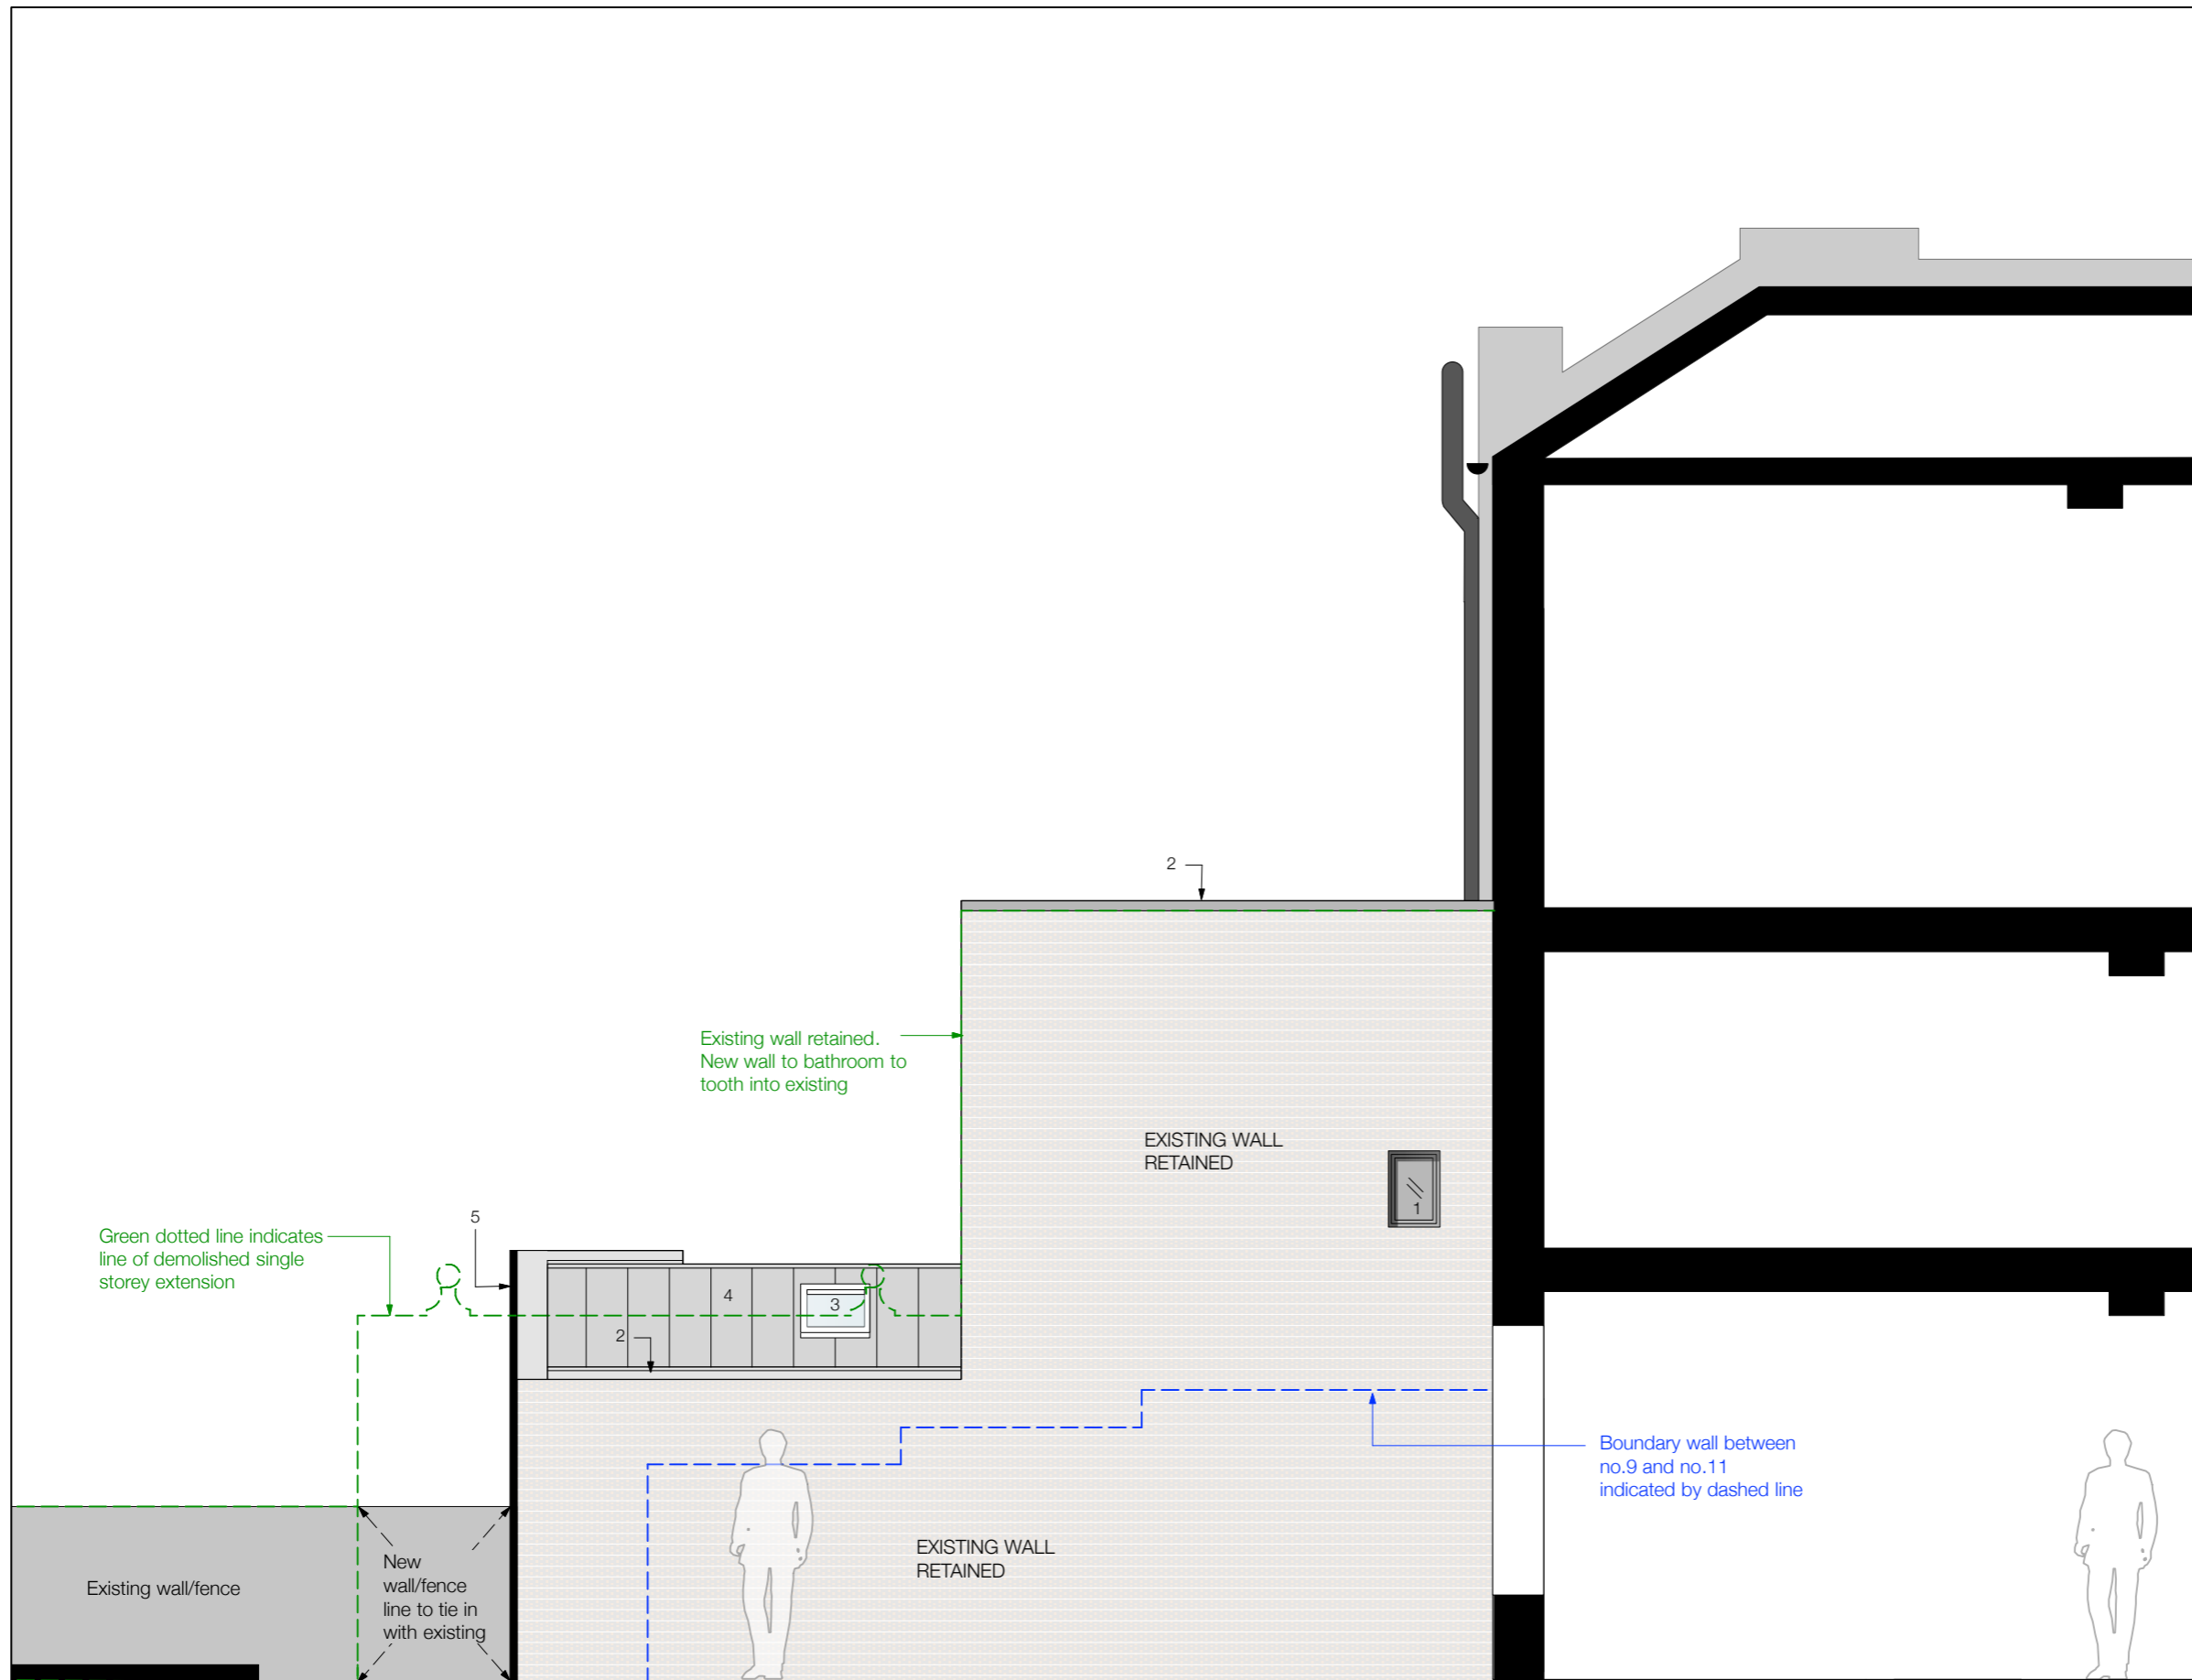 2
Existing wall retained.
New wall to bathroom to
tooth into existing
EXISTING WALL
RETAINED
1
5
Green dotted line indicates
line of demolished single
storey extension
4
3
2
Boundary wall between
no.9 and no.11
indicated by dashed line
EXISTING WALL
RETAINED
New
wall/fence
line to tie in
with existing
Existing wall/fence